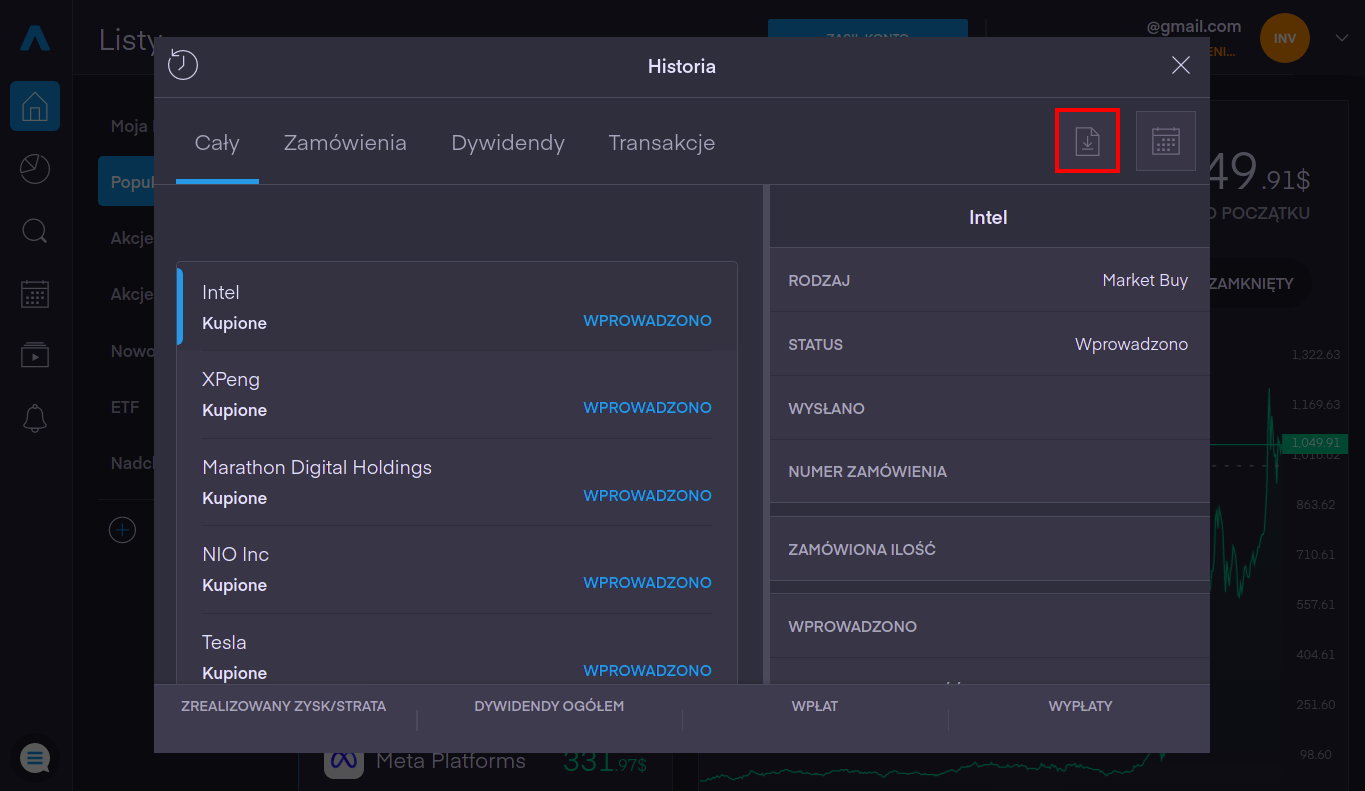 Listy
@gmail.com
INV
Historia
Cały Zamówienia Dywidendy Transakcje
Moja
Popul
Akcje
Akcje
Nowo
ETF
Nadch
49.91$
O POCZĄTKU
ZAMKNIĘTY
Intel
Kupione WPROWADZONO
XPeng
Kupione WPROWADZONO
Marathon Digital Holdings
Kupione WPROWADZONO
NIO Inc
Kupione WPROWADZONO
Tesla
Kupione WPROWADZONO
Intel
RODZAJ Market Buy
STATUS Wprowadzono
WYSŁANO
NUMER ZAMÓWIENIA
ZAMÓWIONA ILOŚĆ
WPROWADZONO
ZREALIZOWANY ZYSK/STRATA DYWIDENDY OGÓŁEM WPŁAT WYPŁATY
1,322.63
1,169.63
1,049.91
1,016.62
863.62
710.61
557.61
404.61
251.60
98.60
Meta Platforms 331.97$